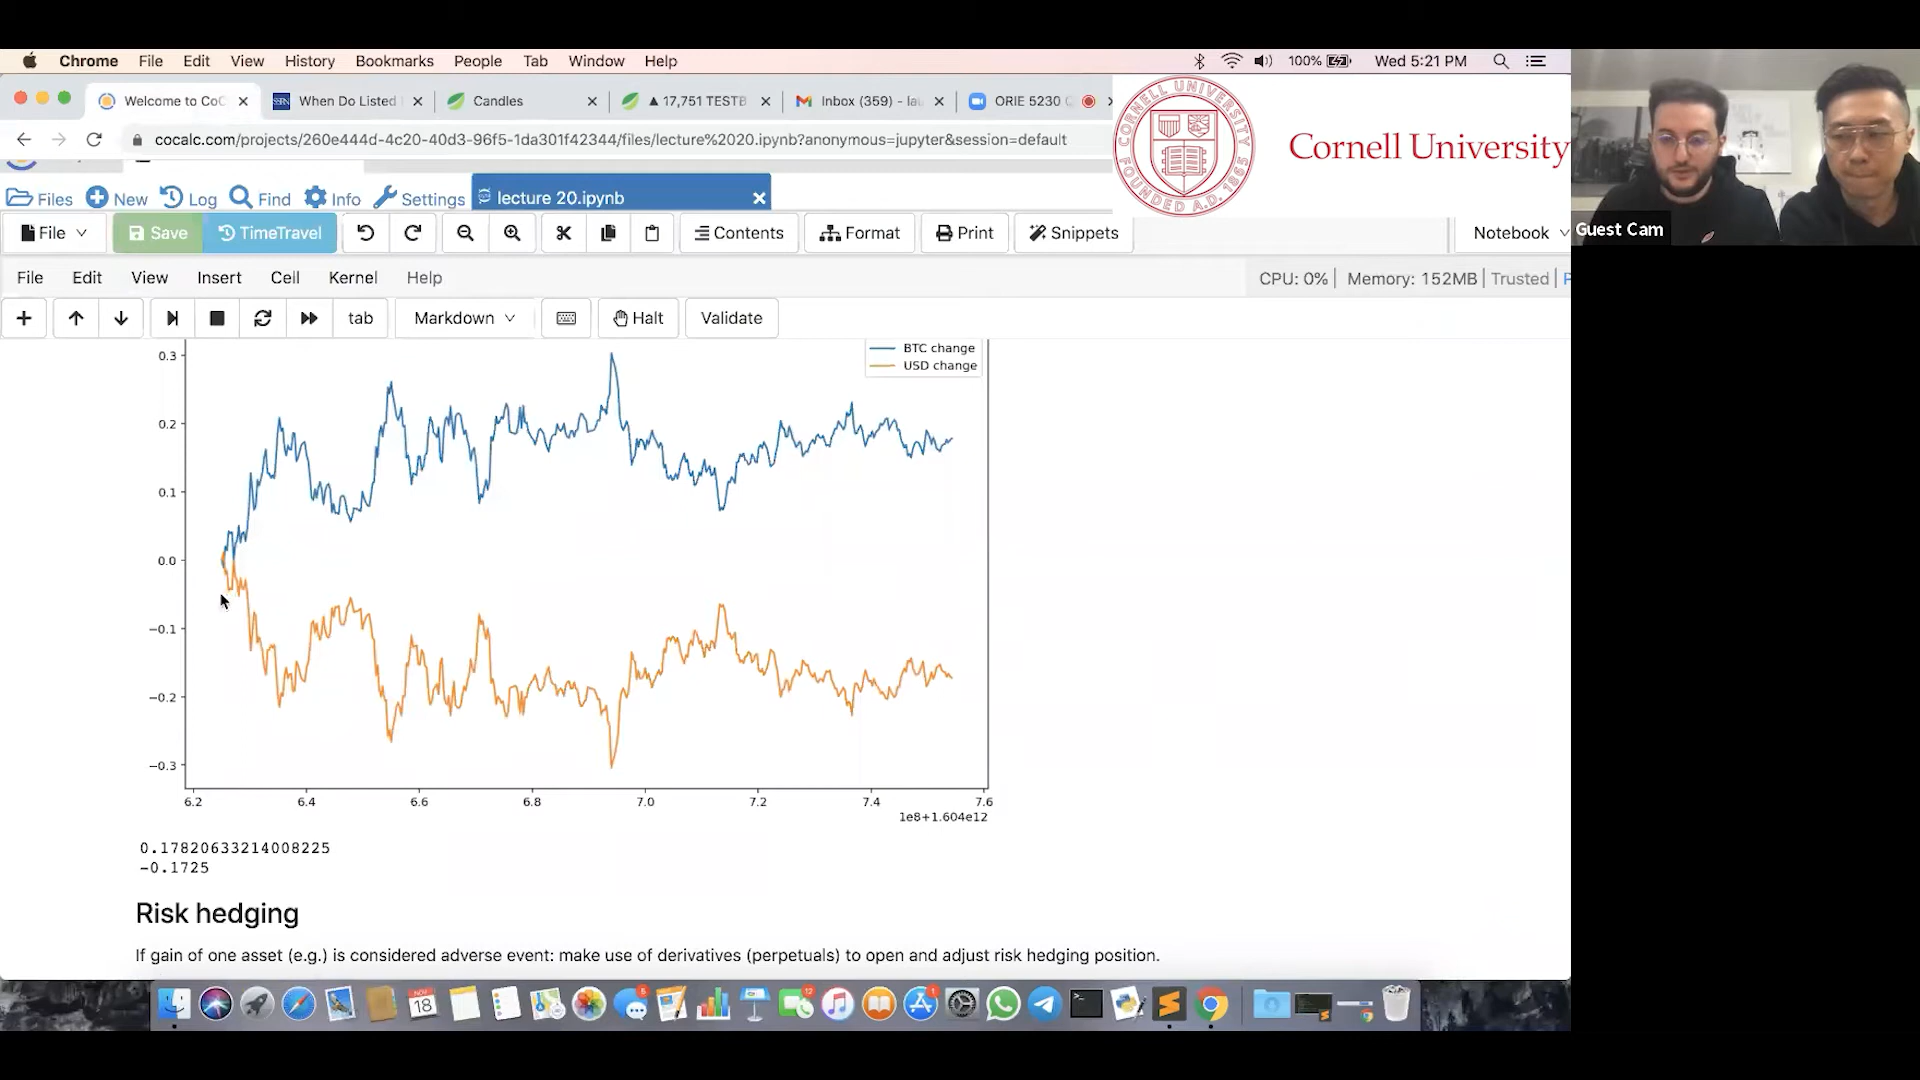 Chrome File Edit View History Bookmarks People Tab Window Help 100% Wed 5:21 PM
Welcome to CoC When Do Listed Candles ▲ 17,751 TESTB Inbox (359) - lau ORIE 5230
cocalc.com/projects/260e444d-4c20-40d3-96f5-1da301f42344/files/lecture%2020.ipynb?anonymous=jupyter&session=default
CORNELL UNIVERSITY
FOUNDED A.D. 1865
Cornell University
Guest Cam
Files New Log Find Info Settings lecture 20.ipynb
File Save TimeTravel Contents Format Print Snippets Notebook
File Edit View Insert Cell Kernel Help CPU: 0% | Memory: 152MB | Trusted |
tab Markdown Halt Validate
BTC change
USD change
0.3
0.2
0.1
0.0
−0.1
−0.2
−0.3
6.2 6.4 6.6 6.8 7.0 7.2 7.4 7.6
1e8+1.604e12
0.17820633214008225
-0.1725
Risk hedging
If gain of one asset (e.g.) is considered adverse event: make use of derivatives (perpetuals) to open and adjust risk hedging position.
NOV
18